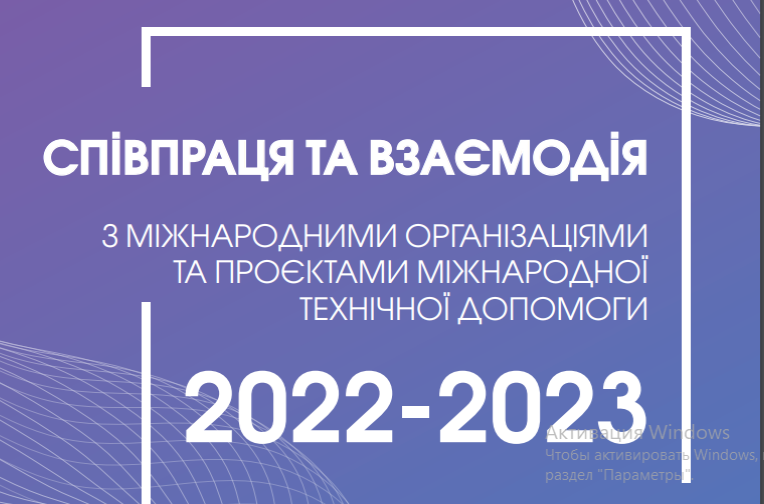 СПІВПРАЦЯ ТА ВЗАЄМОДІЯ
З МІЖНАРОДНИМИ ОРГАНІЗАЦІЯМИ
ТА ПРОЄКТАМИ МІЖНАРОДНОЇ
ТЕХНІЧНОЇ ДОПОМОГИ
2022-2023
Активация Windows
Чтобы активировать Windows,
раздел "Параметры".